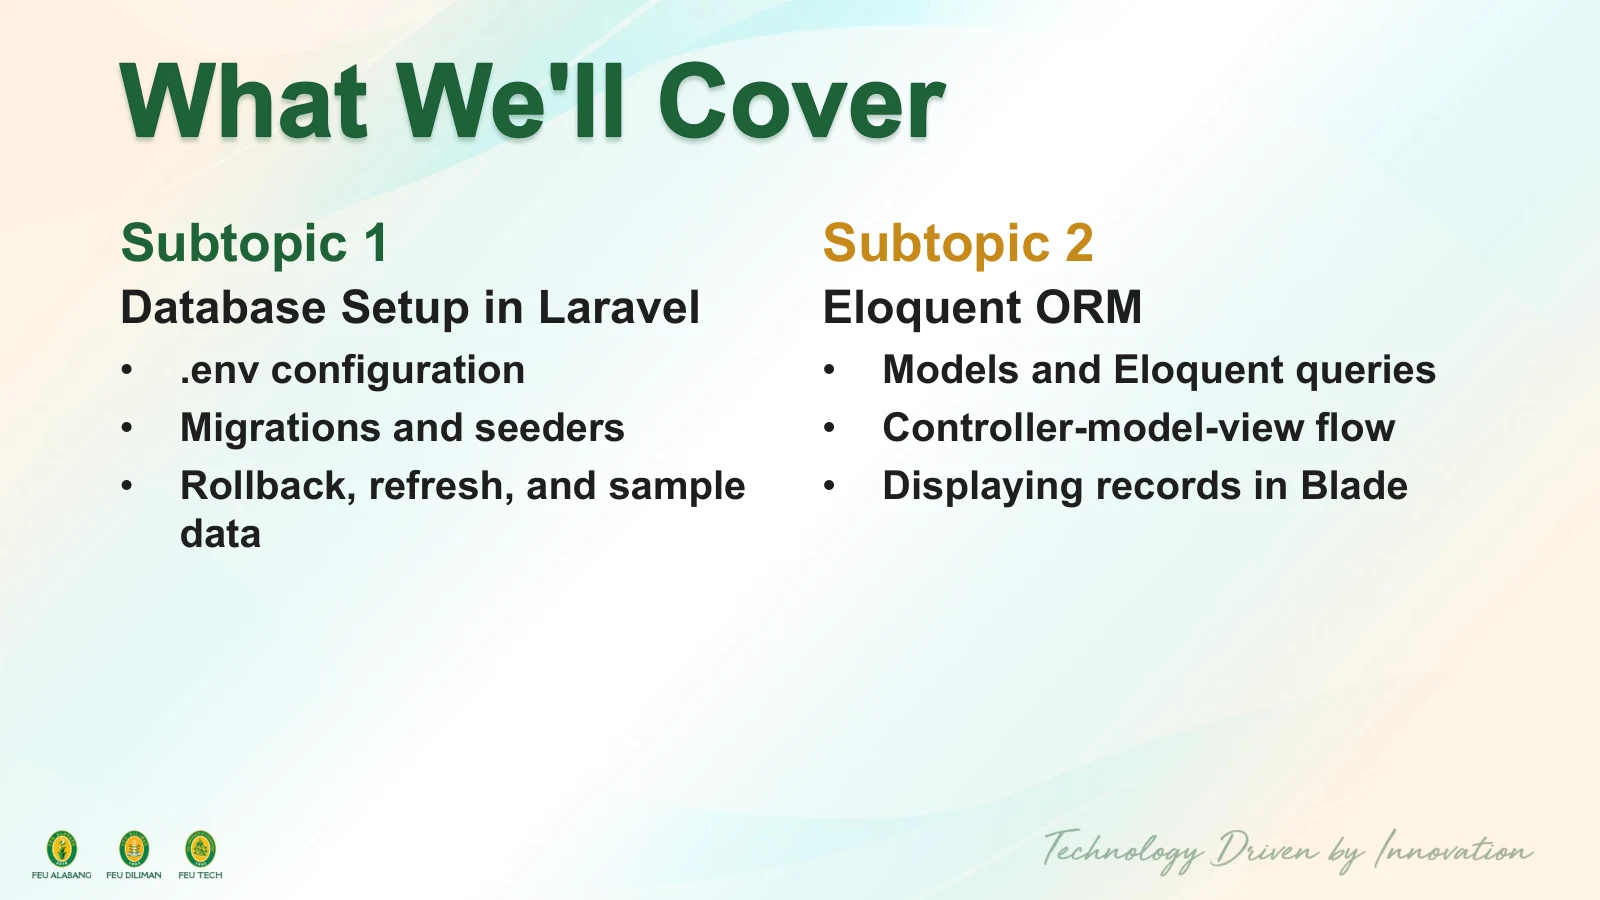 What We'll Cover
Subtopic 1
Database Setup in Laravel
• .env configuration
• Migrations and seeders
• Rollback, refresh, and sample
data
Subtopic 2
Eloquent ORM
• Models and Eloquent queries
• Controller-model-view flow
• Displaying records in Blade
FEU ALABANG
FEU DILIMAN
FEU TECH
Technology Driven by Innovation